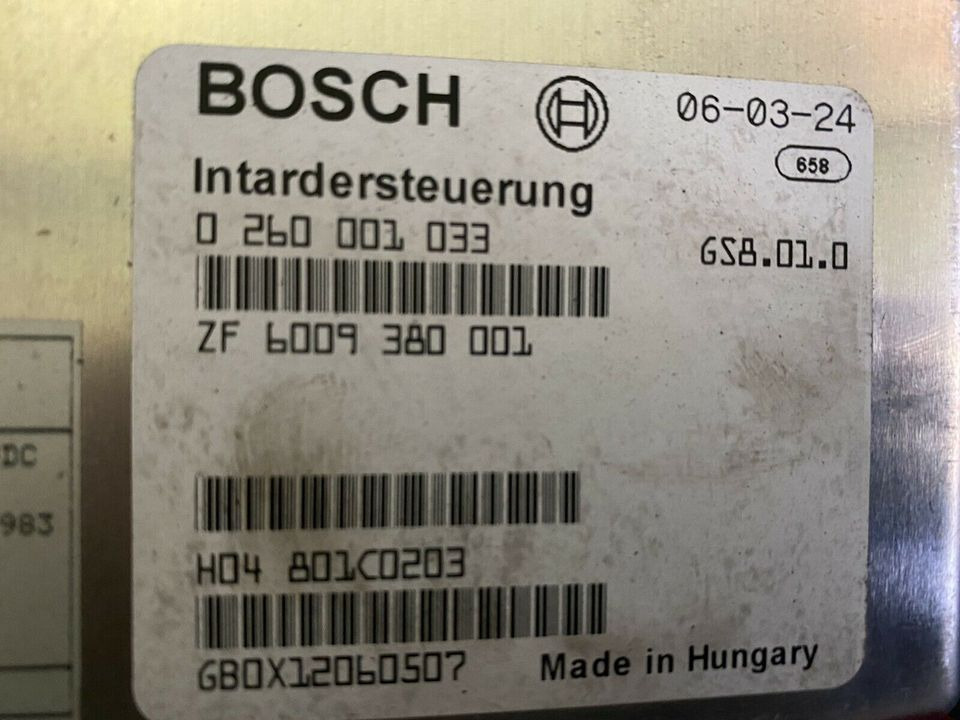 BOSCH
06-03-24
658
Intardersteuerung
0 260 001 033
GS8.01.0
ZF 6009 380 001
DC
983
H04 801C0203
GB0X12060507
Made in Hungary